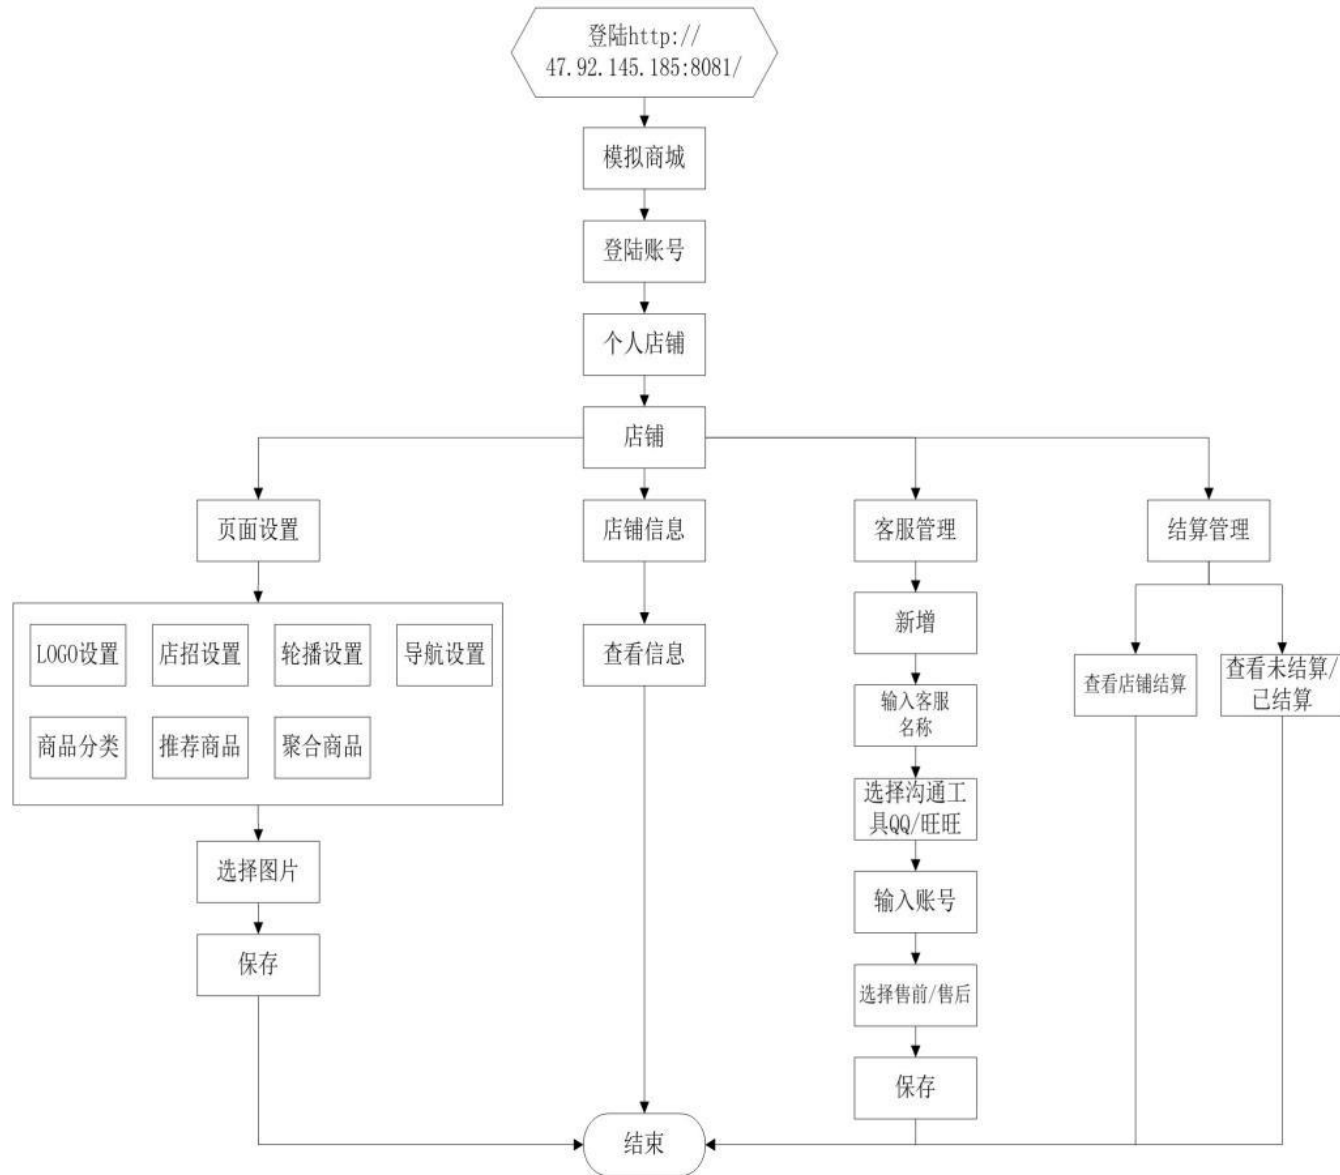 登陆http://
47.92.145.185:8081/
模拟商城
登陆账号
个人店铺
店铺
页面设置
店铺信息
客服管理
结算管理
新增
LOGO设置
店招设置
轮播设置
导航设置
查看信息
查看店铺结算
查看未结算/
已结算
输入客服
名称
商品分类
推荐商品
聚合商品
选择沟通工
具QQ/旺旺
选择图片
输入账号
保存
选择售前/售后
保存
结束